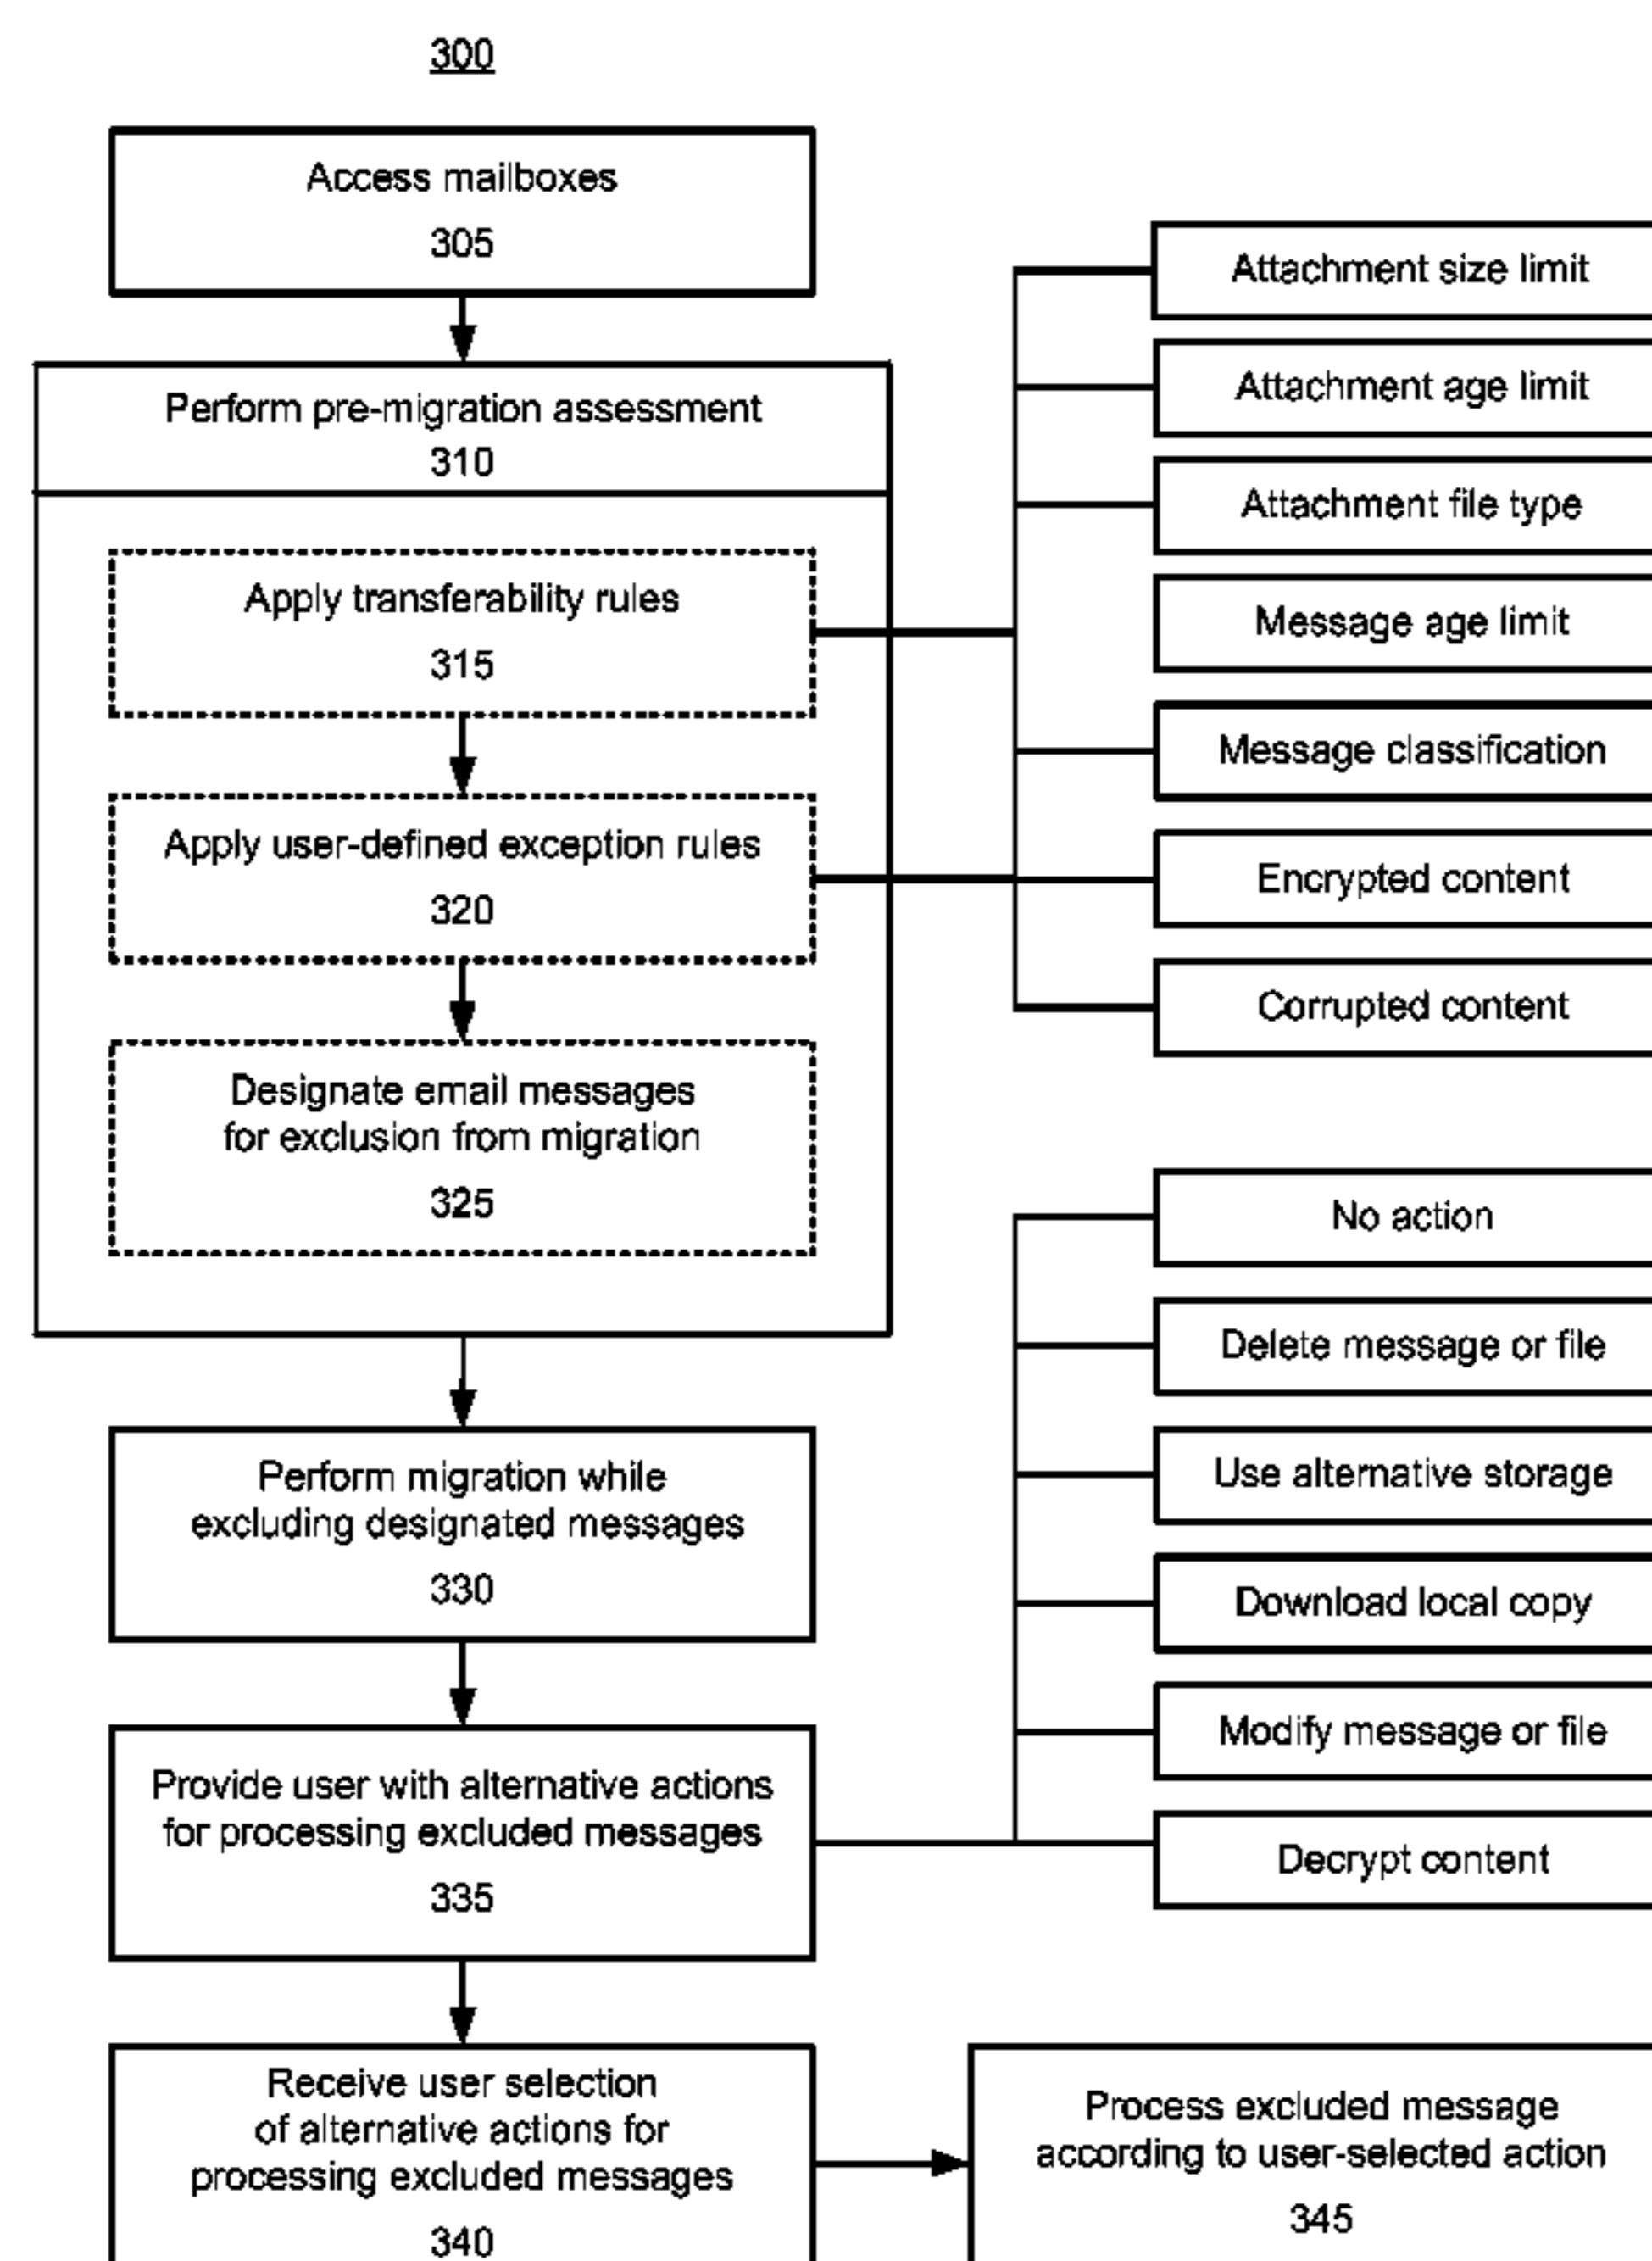 300
Access mailboxes
305
Perform pre-migration assessment
310
Apply transferability rules
315
Apply user-defined exception rules
320
Designate email messages
for exclusion from migration
325
Perform migration while
excluding designated messages
330
Provide user with alternative actions
for processing excluded messages
335
Receive user selection
of alternative actions for
processing excluded messages
340
Attachment size limit
Attachment age limit
Attachment file type
Message age limit
Message classification
Encrypted content
Corrupted content
No action
Delete message or file
Use alternative storage
Download local copy
Modify message or file
Decrypt content
Process excluded message
according to user-selected action
345